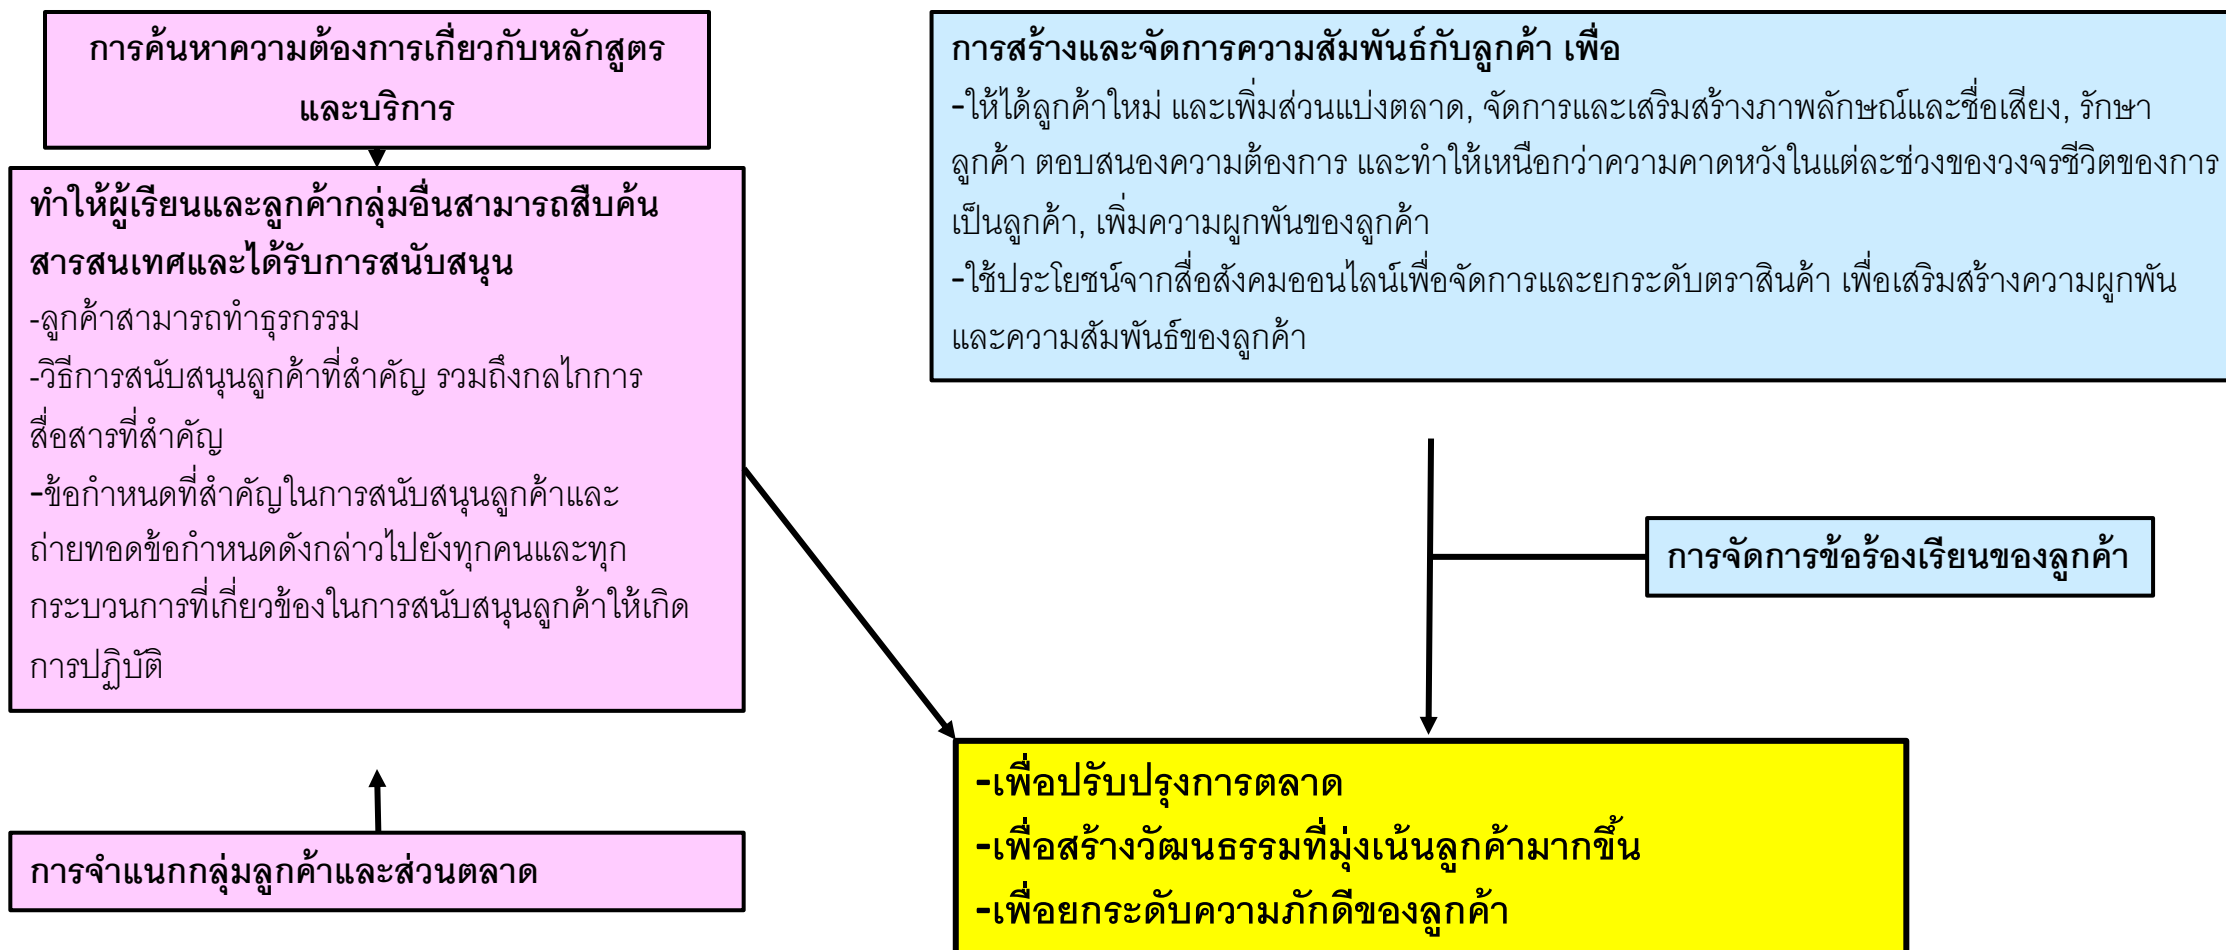 การค้นหาความต้องการเกี่ยวกับหลักสูตร
และบริการ
ทำให้ผู้เรียนและลูกค้ากลุ่มอื่นสามารถสืบค้น
สารสนเทศและได้รับการสนับสนุน
-ลูกค้าสามารถทำธุรกรรม
-วิธีการสนับสนุนลูกค้าที่สำคัญ รวมถึงกลไกการ
สื่อสารที่สำคัญ
-ข้อกำหนดที่สำคัญในการสนับสนุนลูกค้าและ
ถ่ายทอดข้อกำหนดดังกล่าวไปยังทุกคนและทุก
กระบวนการที่เกี่ยวข้องในการสนับสนุนลูกค้าให้เกิด
การปฏิบัติ
การจำแนกกลุ่มลูกค้าและส่วนตลาด
การสร้างและจัดการความสัมพันธ์กับลูกค้า เพื่อ
-ให้ได้ลูกค้าใหม่ และเพิ่มส่วนแบ่งตลาด, จัดการและเสริมสร้างภาพลักษณ์และชื่อเสียง, รักษา
ลูกค้า ตอบสนองความต้องการ และทำให้เหนือกว่าความคาดหวังในแต่ละช่วงของวงจรชีวิตของการ
เป็นลูกค้า, เพิ่มความผูกพันของลูกค้า
-ใช้ประโยชน์จากสื่อสังคมออนไลน์เพื่อจัดการและยกระดับตราสินค้า เพื่อเสริมสร้างความผูกพัน
และความสัมพันธ์ของลูกค้า
การจัดการข้อร้องเรียนของลูกค้า
-เพื่อปรับปรุงการตลาด
-เพื่อสร้างวัฒนธรรมที่มุ่งเน้นลูกค้ามากขึ้น
-เพื่อยกระดับความภักดีของลูกค้า